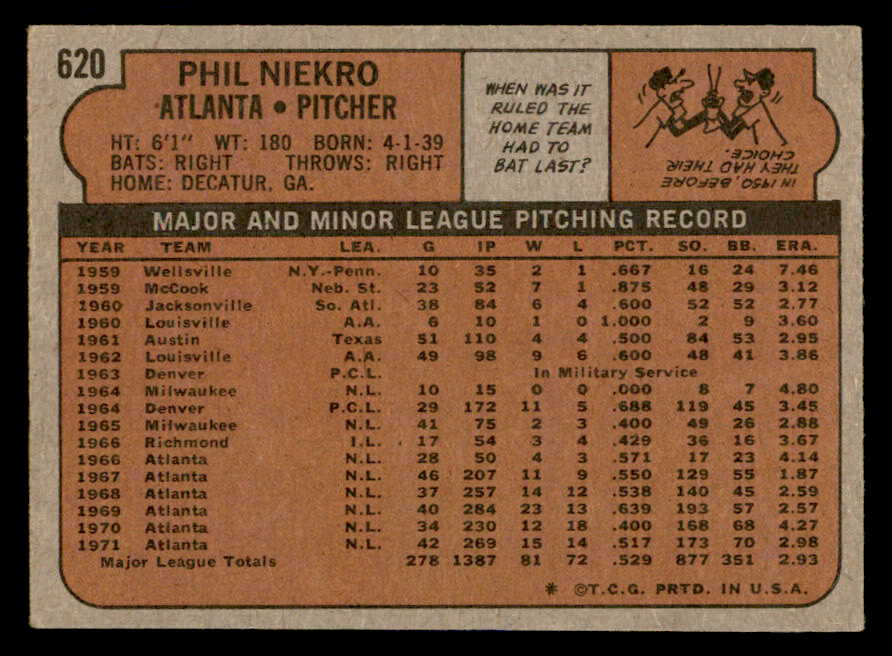 620
PHIL NIEKRO
ATLANTA • PITCHER
HT: 6'1" WT: 180 BORN: 4-1-39
BATS: RIGHT THROWS: RIGHT
HOME: DECATUR, GA.
WHEN WAS IT
RULED THE
HOME TEAM
HAD TO
BAT LAST?
IN 1950, BEFORE
THEY HAD THEIR
CHOICE.
MAJOR AND MINOR LEAGUE PITCHING RECORD
YEAR TEAM LEA. G IP W L PCT. SO. BB. ERA.
1959 Wellsville N.Y.-Penn. 10 35 2 1 .667 16 24 7.46
1959 McCook Neb. St. 23 52 7 1 .875 48 29 3.12
1960 Jacksonville So. Atl. 38 84 6 4 .600 52 52 2.77
1960 Louisville A.A. 6 10 1 0 1.000 2 9 3.60
1961 Austin Texas 51 110 4 4 .500 84 53 2.95
1962 Louisville A.A. 49 98 9 6 .600 48 41 3.86
1963 Denver P.C.L. In Military Service
1964 Milwaukee N.L. 10 15 0 0 .000 8 7 4.80
1964 Denver P.C.L. 29 172 11 5 .688 119 45 3.45
1965 Milwaukee N.L. 41 75 2 3 .400 49 26 2.88
1966 Richmond I.L. 17 54 3 4 .429 36 16 3.67
1966 Atlanta N.L. 28 50 4 3 .571 17 23 4.14
1967 Atlanta N.L. 46 207 11 9 .550 129 55 1.87
1968 Atlanta N.L. 37 257 14 12 .538 140 45 2.59
1969 Atlanta N.L. 40 284 23 13 .639 193 57 2.57
1970 Atlanta N.L. 34 230 12 18 .400 168 68 4.27
1971 Atlanta N.L. 42 269 15 14 .517 173 70 2.98
Major League Totals 278 1387 81 72 .529 877 351 2.93
* ©T.C.G. PRTD. IN U.S.A.